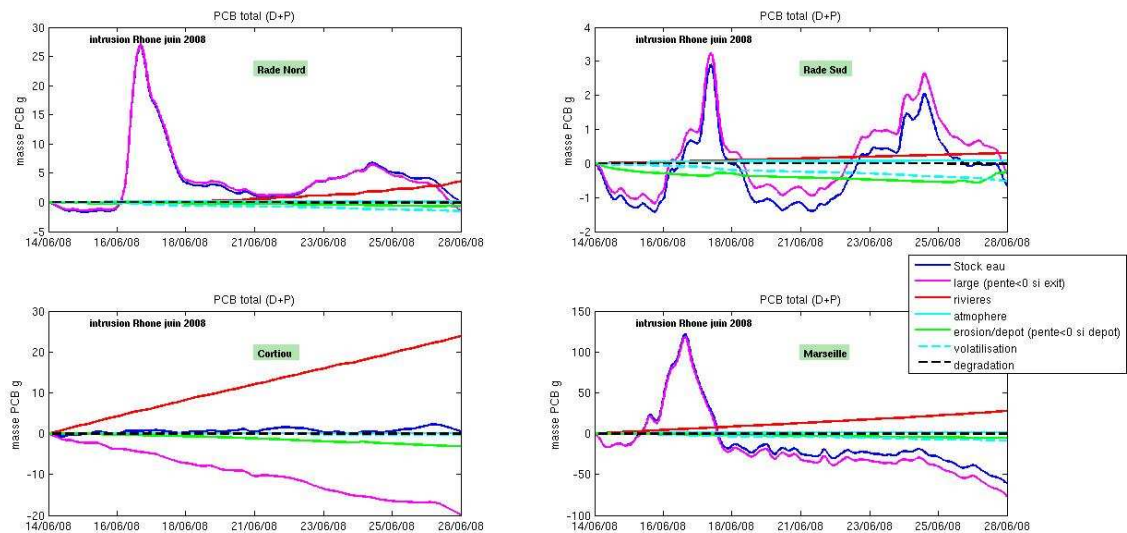 PCB total (D+P)
30
25
20
15
10
5
0
-5
masse PCB g
intrusion Rhone juin 2008
Rade Nord
14/06/08 16/06/08 18/06/08 21/06/08 23/06/08 25/06/08 28/06/08
PCB total (D+P)
4
3
2
1
0
-1
-2
masse PCB g
intrusion Rhone juin 2008
Rade Sud
14/06/08 16/06/08 18/06/08 21/06/08 23/06/08 25/06/08 28/06/08
Stock eau
large (pente<0 si exit)
rivieres
atmophere
erosion/depot (pente<0 si depot)
volatilisation
degradation
PCB total (D+P)
30
20
10
0
-10
-20
masse PCB g
intrusion Rhone juin 2008
Cortiou
14/06/08 16/06/08 18/06/08 21/06/08 23/06/08 25/06/08 28/06/08
PCB total (D+P)
150
100
50
0
-50
-100
masse PCB g
intrusion Rhone juin 2008
Marseille
14/06/08 16/06/08 18/06/08 21/06/08 23/06/08 25/06/08 28/06/08